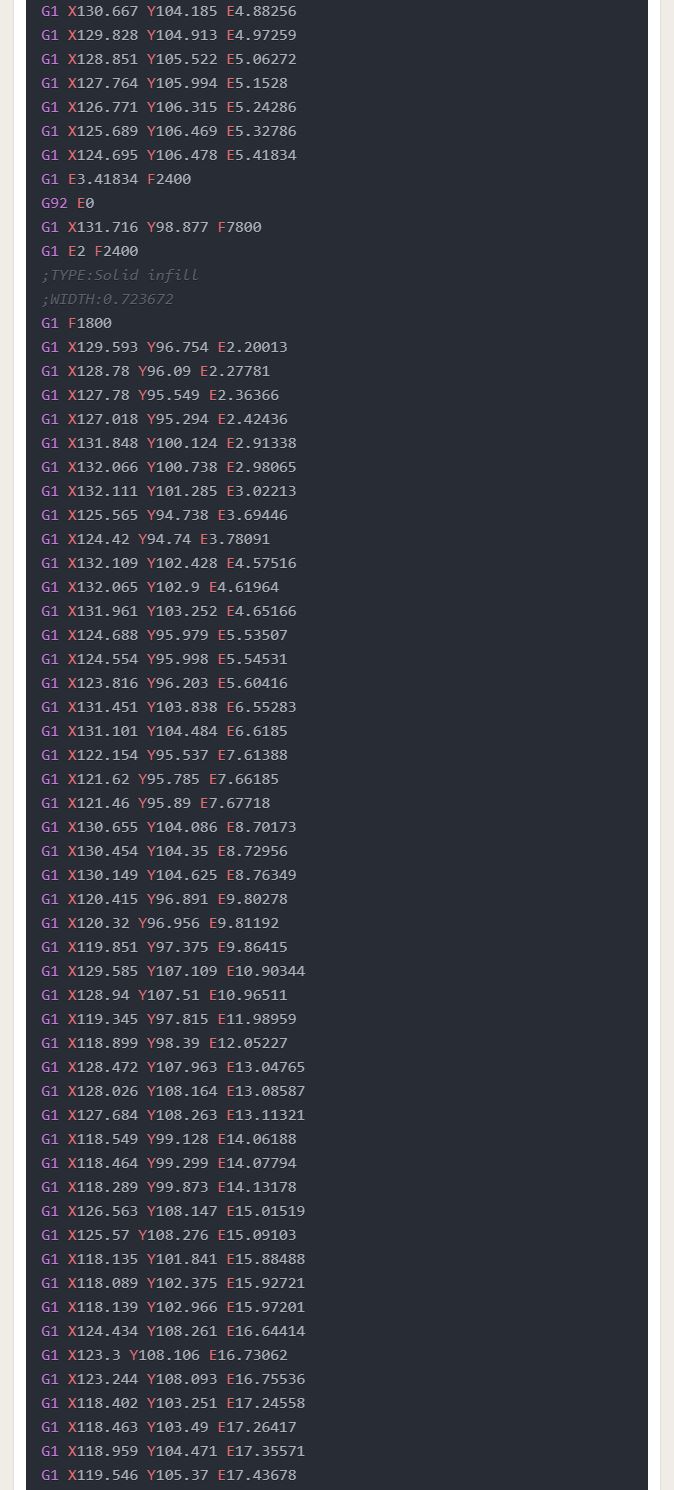 G1 X130.667 Y104.185 E4.88256
G1 X129.828 Y104.913 E4.97259
G1 X128.851 Y105.522 E5.06272
G1 X127.764 Y105.994 E5.1528
G1 X126.771 Y106.315 E5.24286
G1 X125.689 Y106.469 E5.32786
G1 X124.695 Y106.478 E5.41834
G1 E3.41834 F2400
G92 E0
G1 X131.716 Y98.877 F7800
G1 E2 F2400
;TYPE:Solid infill
;WIDTH:0.723672
G1 F1800
G1 X129.593 Y96.754 E2.20013
G1 X128.78 Y96.09 E2.27781
G1 X127.78 Y95.549 E2.36366
G1 X127.018 Y95.294 E2.42436
G1 X131.848 Y100.124 E2.91338
G1 X132.066 Y100.738 E2.98065
G1 X132.111 Y101.285 E3.02213
G1 X125.565 Y94.738 E3.69446
G1 X124.42 Y94.74 E3.78091
G1 X132.109 Y102.428 E4.57516
G1 X132.065 Y102.9 E4.61964
G1 X131.961 Y103.252 E4.65166
G1 X124.688 Y95.979 E5.53507
G1 X124.554 Y95.998 E5.54531
G1 X123.816 Y96.203 E5.60416
G1 X131.451 Y103.838 E6.55283
G1 X131.101 Y104.484 E6.6185
G1 X122.154 Y95.537 E7.61388
G1 X121.62 Y95.785 E7.66185
G1 X121.46 Y95.89 E7.67718
G1 X130.655 Y104.086 E8.70173
G1 X130.454 Y104.35 E8.72956
G1 X130.149 Y104.625 E8.76349
G1 X120.415 Y96.891 E9.80278
G1 X120.32 Y96.956 E9.81192
G1 X119.851 Y97.375 E9.86415
G1 X129.585 Y107.109 E10.90344
G1 X128.94 Y107.51 E10.96511
G1 X119.345 Y97.815 E11.98959
G1 X118.899 Y98.39 E12.05227
G1 X128.472 Y107.963 E13.04765
G1 X128.026 Y108.164 E13.08587
G1 X127.684 Y108.263 E13.11321
G1 X118.549 Y99.128 E14.06188
G1 X118.464 Y99.299 E14.07794
G1 X118.289 Y99.873 E14.13178
G1 X126.563 Y108.147 E15.01519
G1 X125.57 Y108.276 E15.09103
G1 X118.135 Y101.841 E15.88488
G1 X118.089 Y102.375 E15.92721
G1 X118.139 Y102.966 E15.97201
G1 X124.434 Y108.261 E16.64414
G1 X123.3 Y108.106 E16.73062
G1 X123.244 Y108.093 E16.75536
G1 X118.402 Y103.251 E17.24558
G1 X118.463 Y103.49 E17.26417
G1 X118.959 Y104.471 E17.35571
G1 X119.546 Y105.37 E17.43678